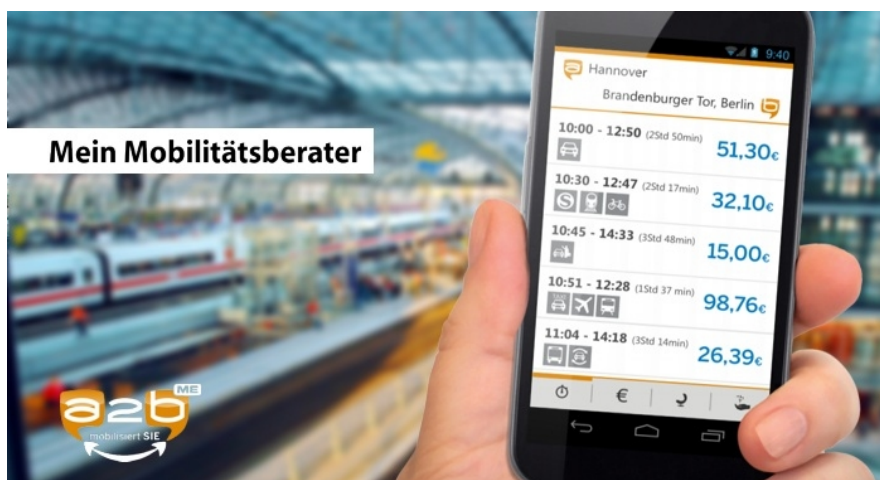 Mein Mobilitätsberater
9:40
Hannover
Brandenburger Tor, Berlin
10:00 - 12:50 (2Std 50min)
51,30€
10:30 - 12:47 (2Std 17min)
32,10€
10:45 - 14:33 (3Std 48min)
15,00€
10:51 - 12:28 (1Std 37 min)
TAXI
98,76€
11:04 - 14:18 (3Std 14min)
26,39€
€
a2b ME
mobilisiert SIE